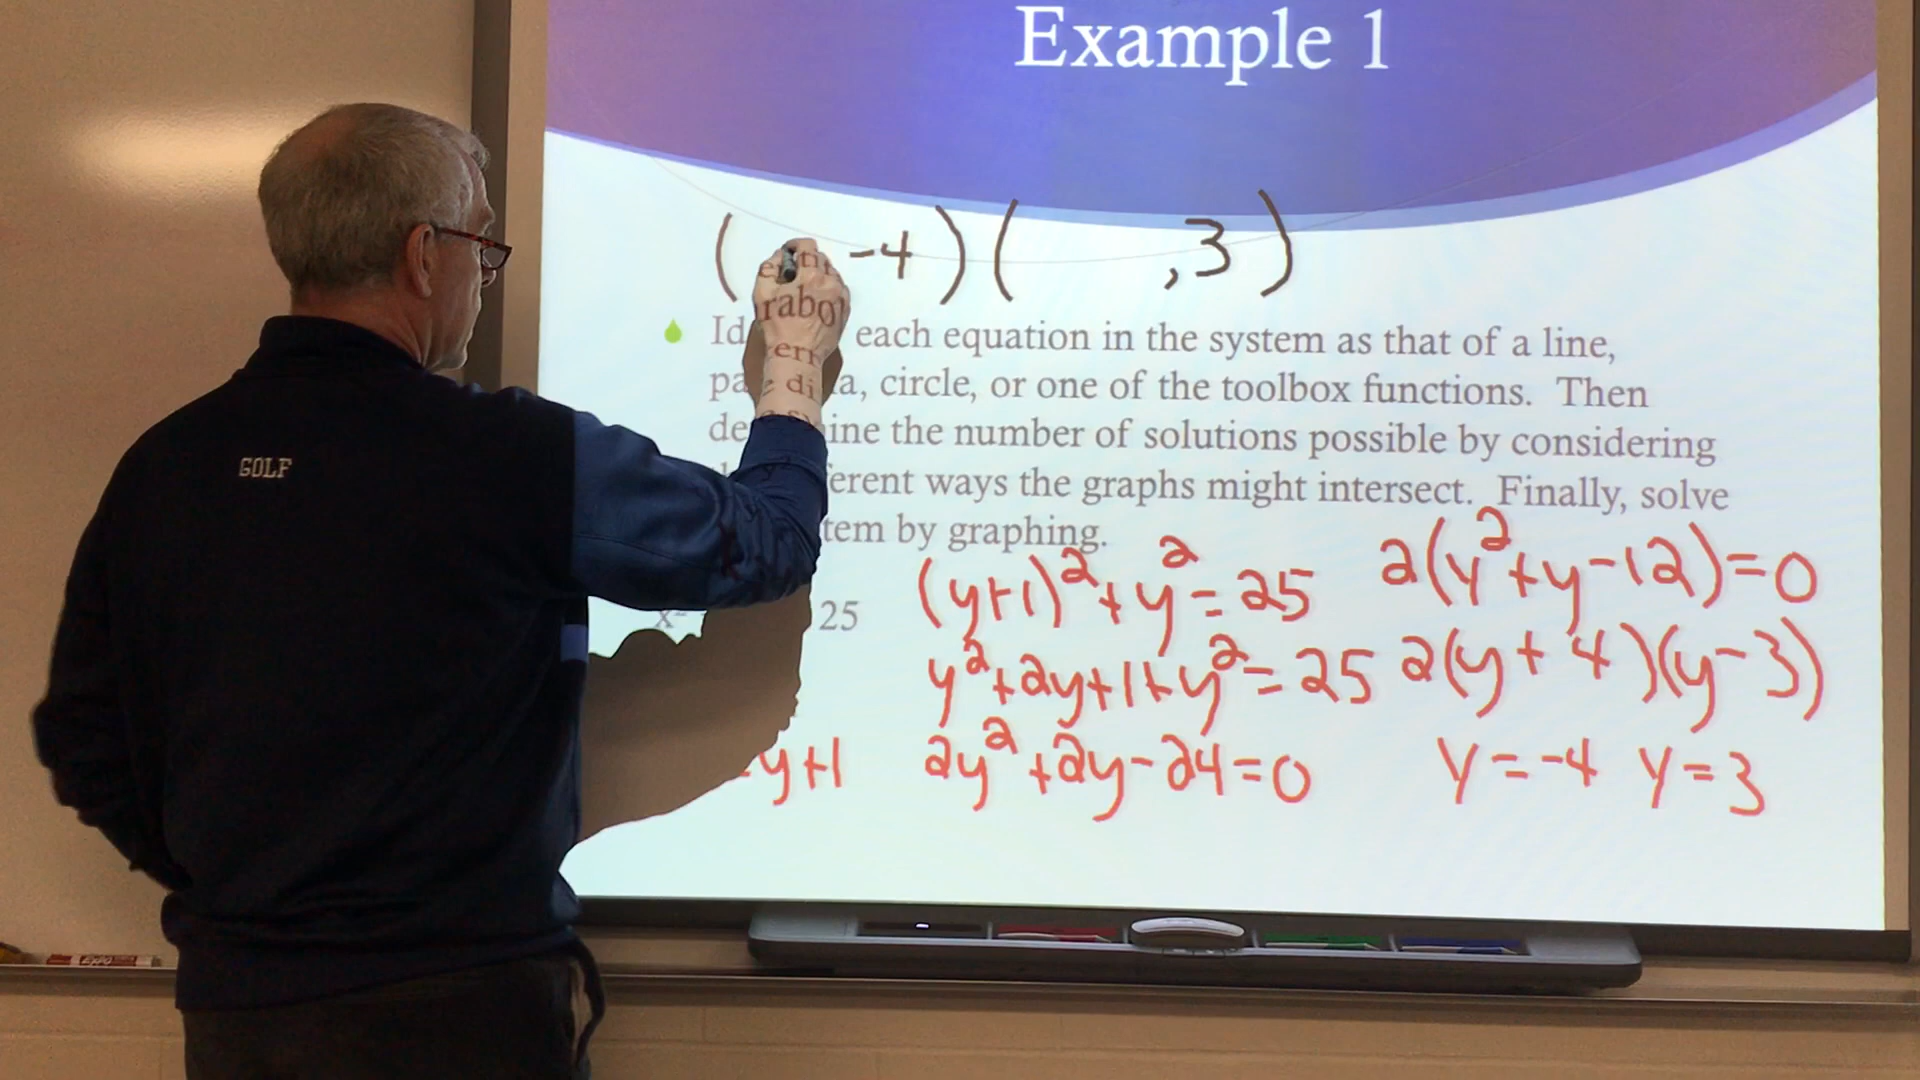 Example 1
( -4)( ,3)
each equation in the system as that of a line,
circle, or one of the toolbox functions. Then
the number of solutions possible by considering
ways the graphs might intersect. Finally, solve
by graphing.
(y+1)²+y²=25
2(y²+y-12)=0
25
y²+2y+1+y²=25
2(y+4)(y-3)
y+1
2y²+2y-24=0
y=-4 y=3
GOLF
EXPO